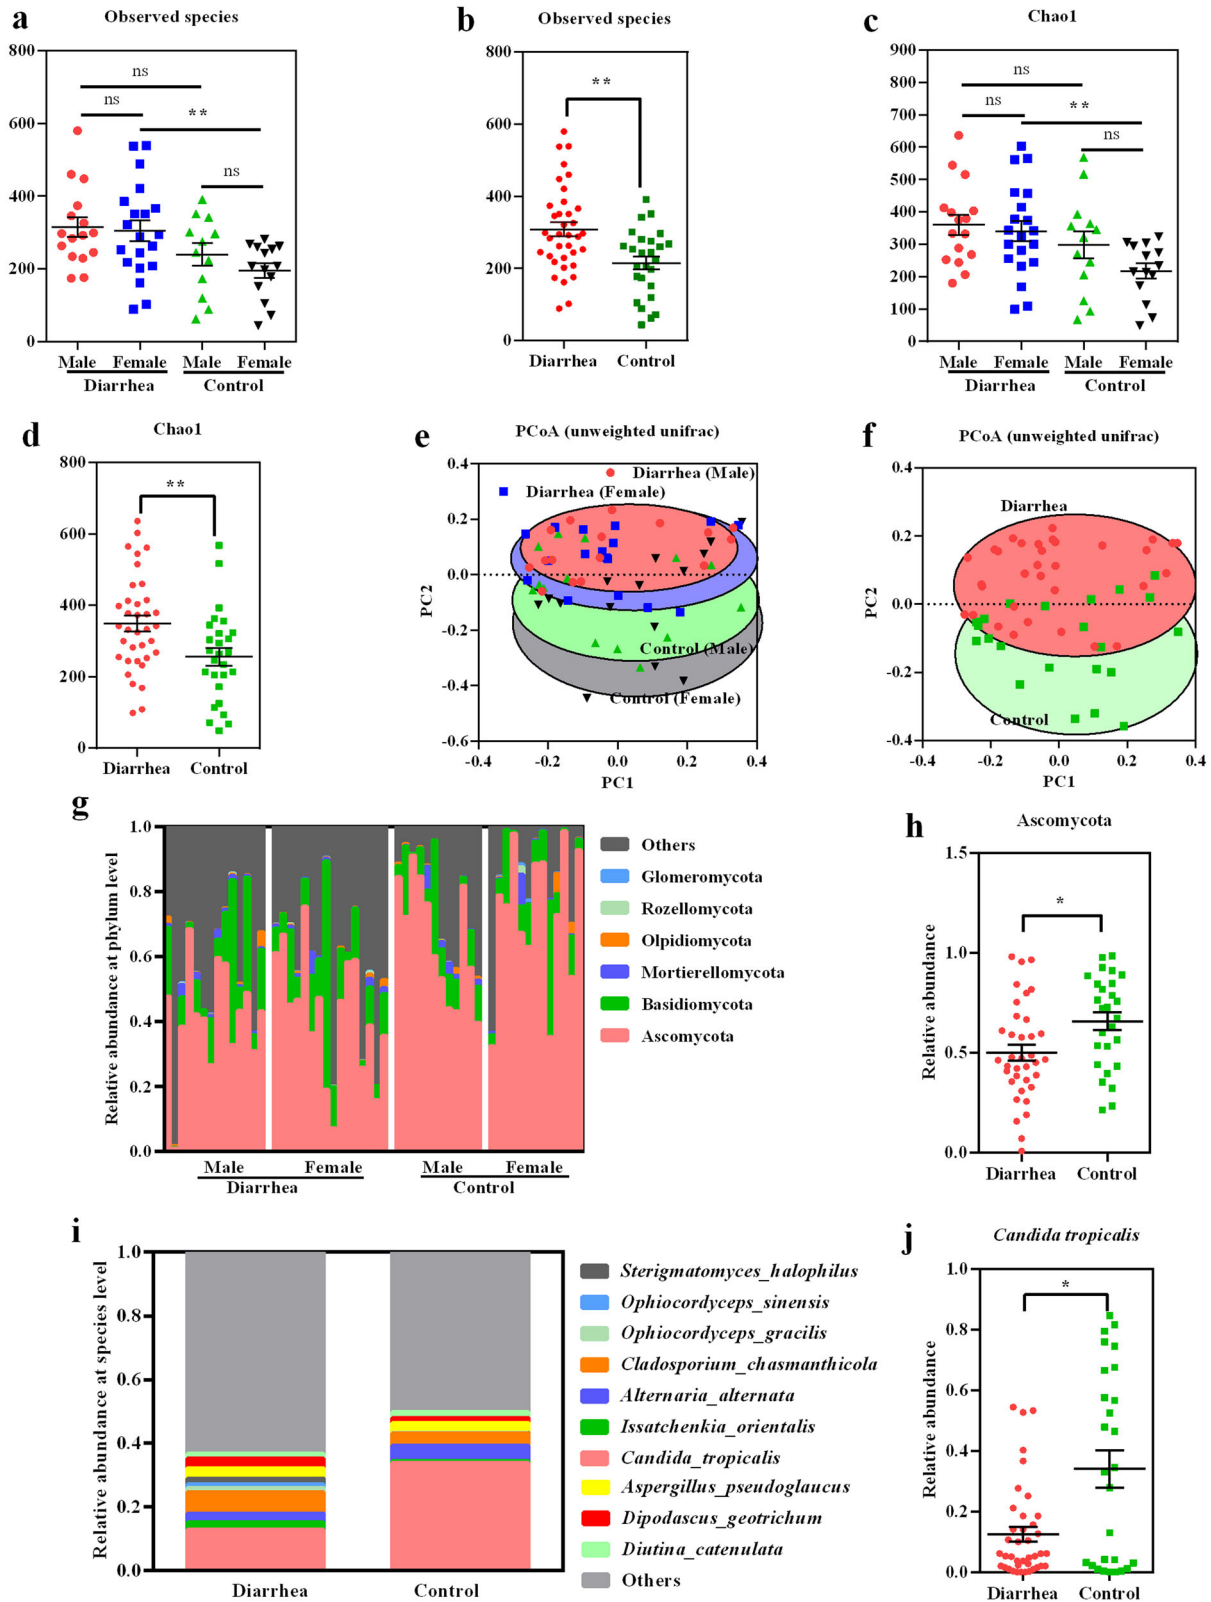 a
Observed species
800
600
400
200
0
ns
ns
**
ns
Male Female Male Female
Diarrhea Control
b
Observed species
800
600
400
200
0
**
Diarrhea Control
c
Chao1
900
800
700
600
500
400
300
200
100
0
ns
ns
**
ns
Male Female Male Female
Diarrhea Control
d
Chao1
800
600
400
200
0
**
Diarrhea Control
e
PCoA (unweighted unifrac)
0.4
0.2
0.0
-0.2
-0.4
-0.6
PC2
Diarrhea (Male)
Diarrhea (Female)
Control (Male)
Control (Female)
-0.4 -0.2 0.0 0.2 0.4
PC1
f
PCoA (unweighted unifrac)
0.4
0.2
0.0
-0.2
-0.4
PC2
Diarrhea
Control
-0.4 -0.2 0.0 0.2 0.4
PC1
g
Relative abundance at phylum level
1.0
0.8
0.6
0.4
0.2
0.0
Male Female Male Female
Diarrhea Control
Others
Glomeromycota
Rozellomycota
Olpidiomycota
Mortierellomycota
Basidiomycota
Ascomycota
h
Ascomycota
Relative abundance
1.5
1.0
0.5
0.0
*
Diarrhea Control
i
Relative abundance at species level
1.0
0.8
0.6
0.4
0.2
0.0
Diarrhea Control
Sterigmatomyces_halophilus
Ophiocordyceps_sinensis
Ophiocordyceps_gracilis
Cladosporium_chasmanthicola
Alternaria_alternata
Issatchenkia_orientalis
Candida_tropicalis
Aspergillus_pseudoglaucus
Dipodascus_geotrichum
Diutina_catenulata
Others
j
Candida tropicalis
Relative abundance
1.0
0.8
0.6
0.4
0.2
0.0
*
Diarrhea Control